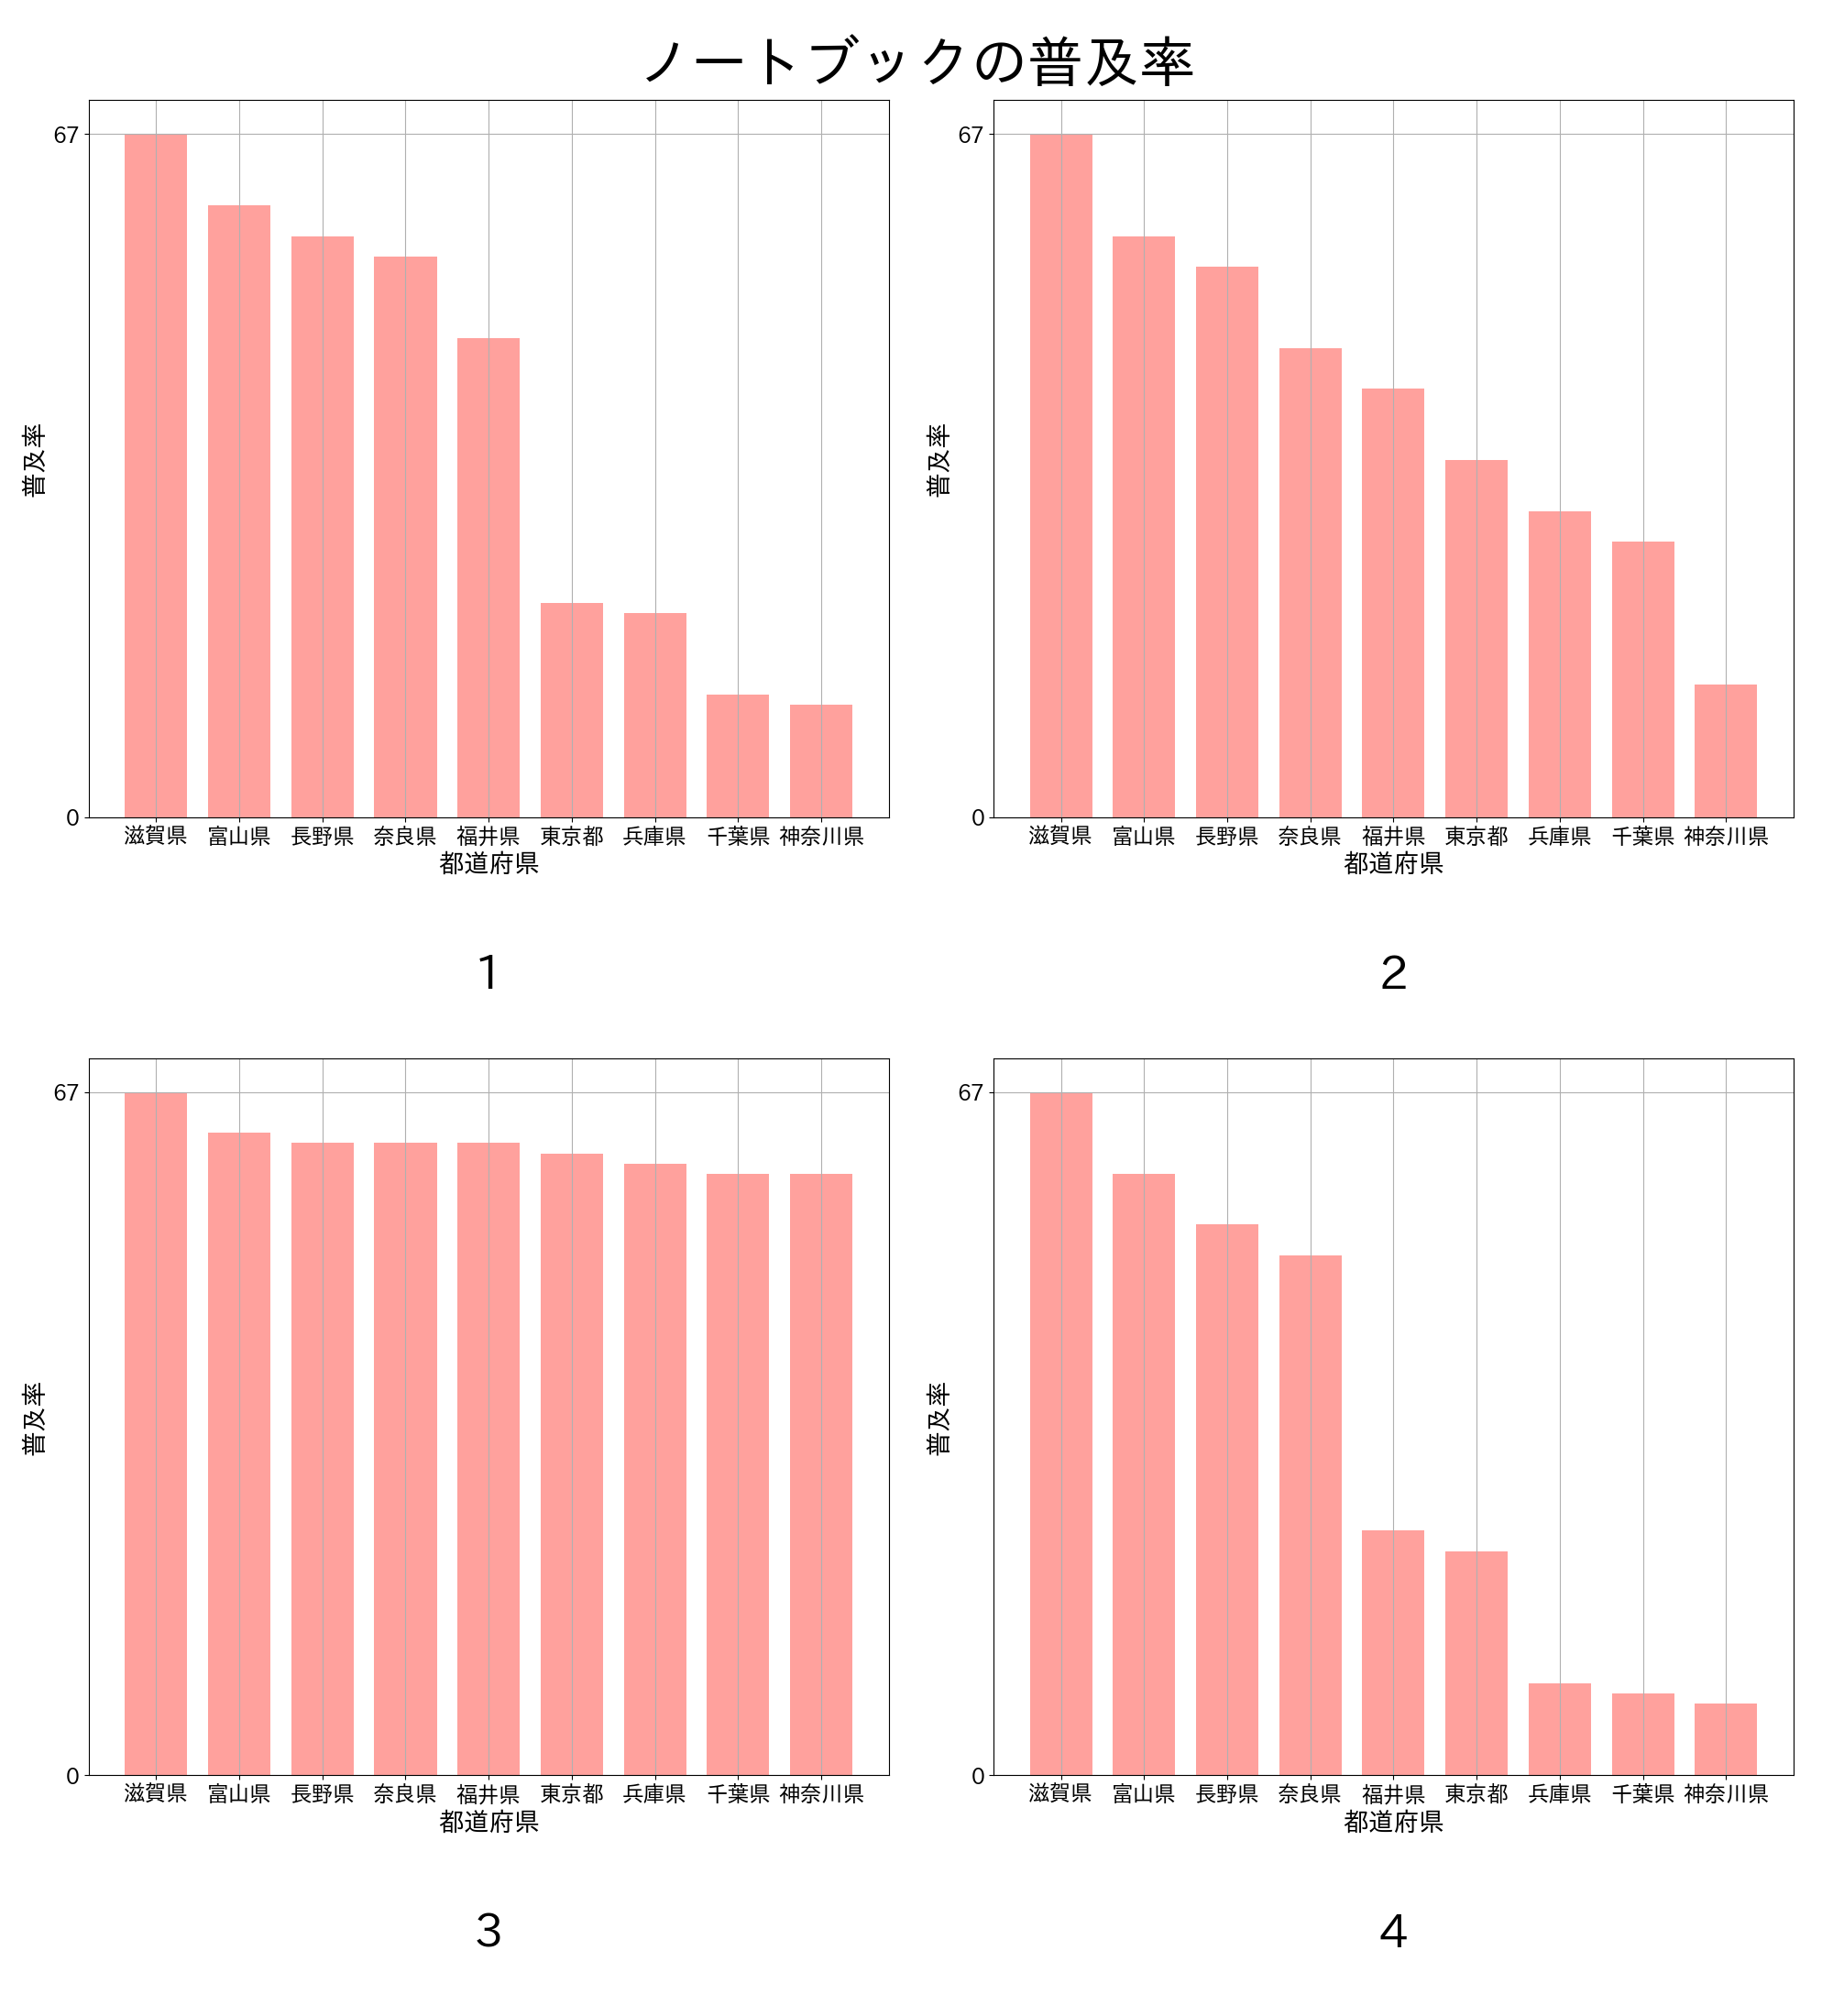 ノートブックの普及率
67
普及率
0
滋賀県 富山県 長野県 奈良県 福井県 東京都 兵庫県 千葉県 神奈川県
都道府県
1
67
普及率
0
滋賀県 富山県 長野県 奈良県 福井県 東京都 兵庫県 千葉県 神奈川県
都道府県
2
67
普及率
0
滋賀県 富山県 長野県 奈良県 福井県 東京都 兵庫県 千葉県 神奈川県
都道府県
3
67
普及率
0
滋賀県 富山県 長野県 奈良県 福井県 東京都 兵庫県 千葉県 神奈川県
都道府県
4